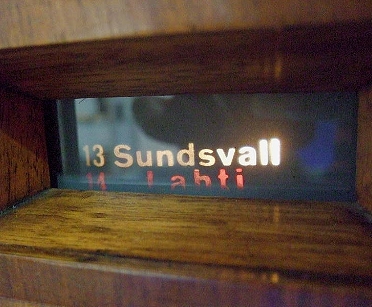 13 Sundsvall
11 Lahti